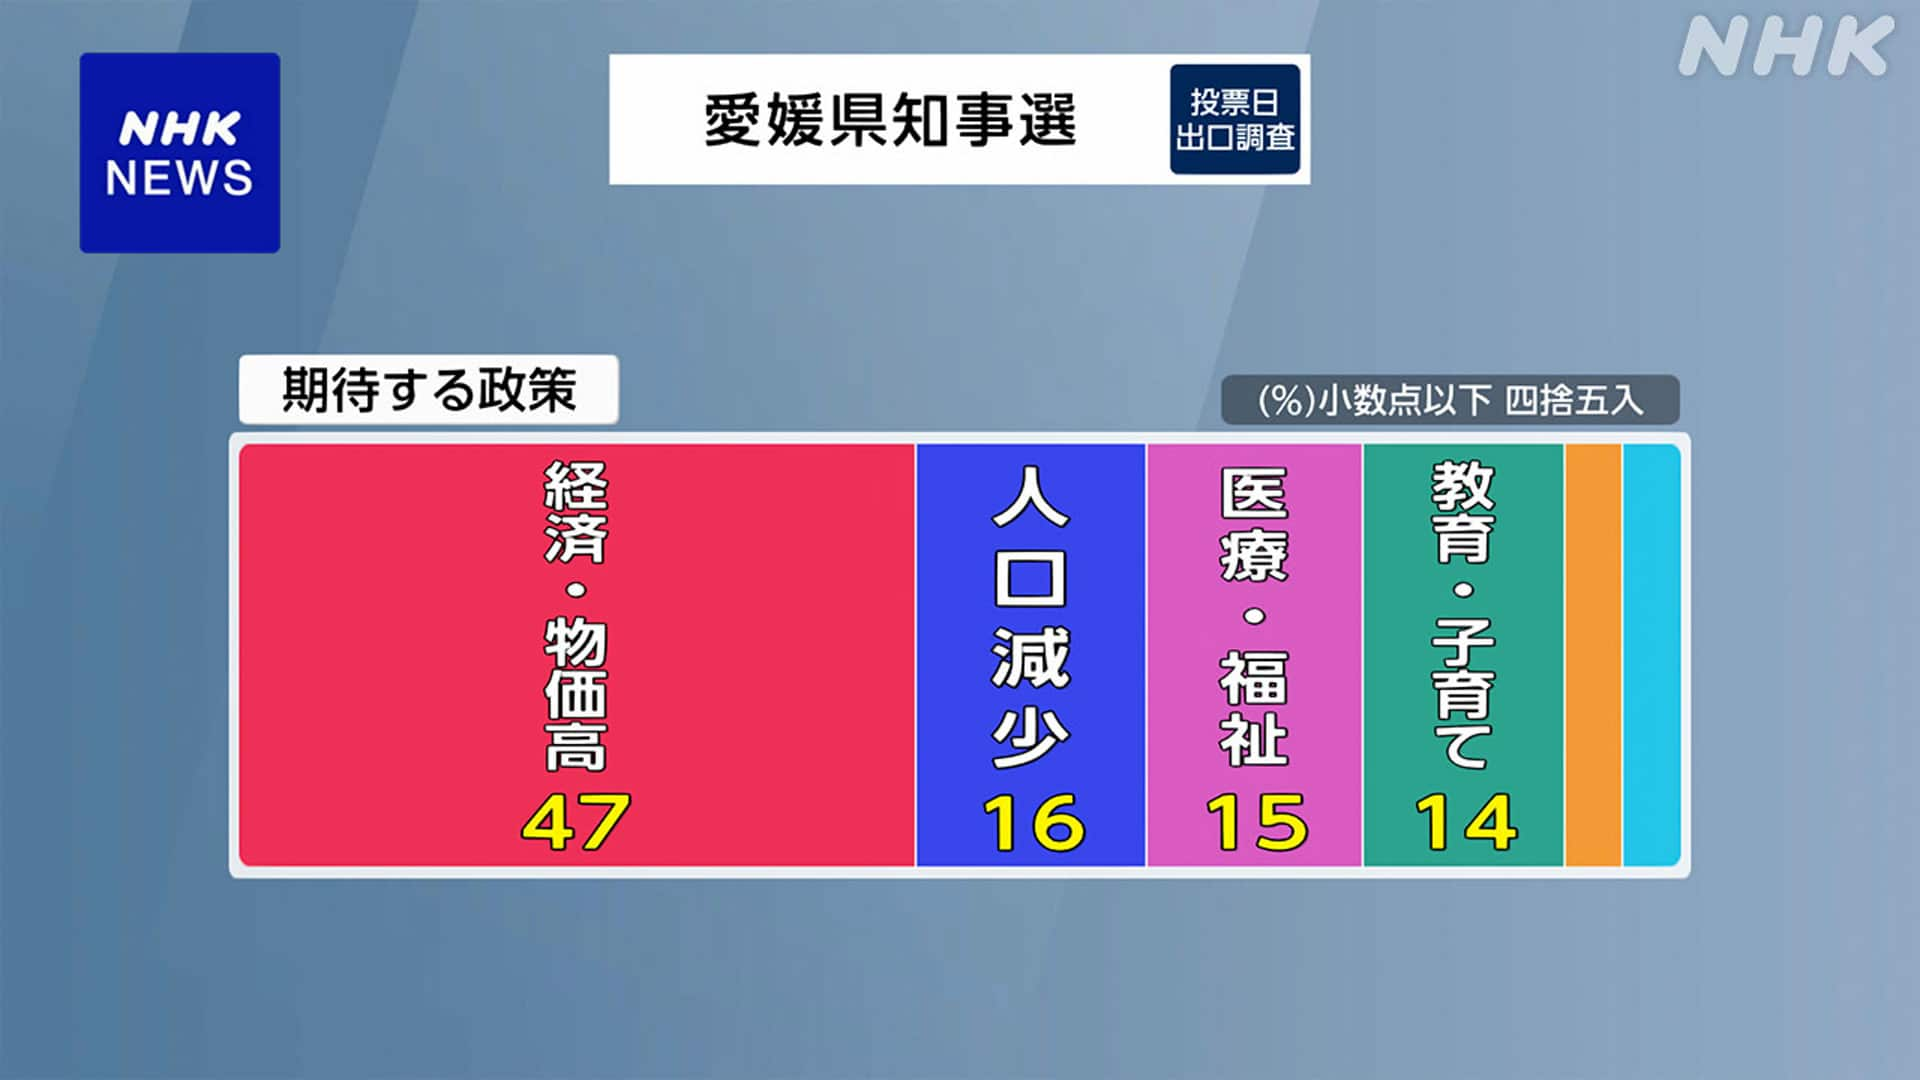 NHK
NHK
NEWS
愛媛県知事選
投票日
出口調査
期待する政策
(%)小数点以下 四捨五入
経済・物価高
47
人口減少
16
医療・福祉
15
教育・子育て
14